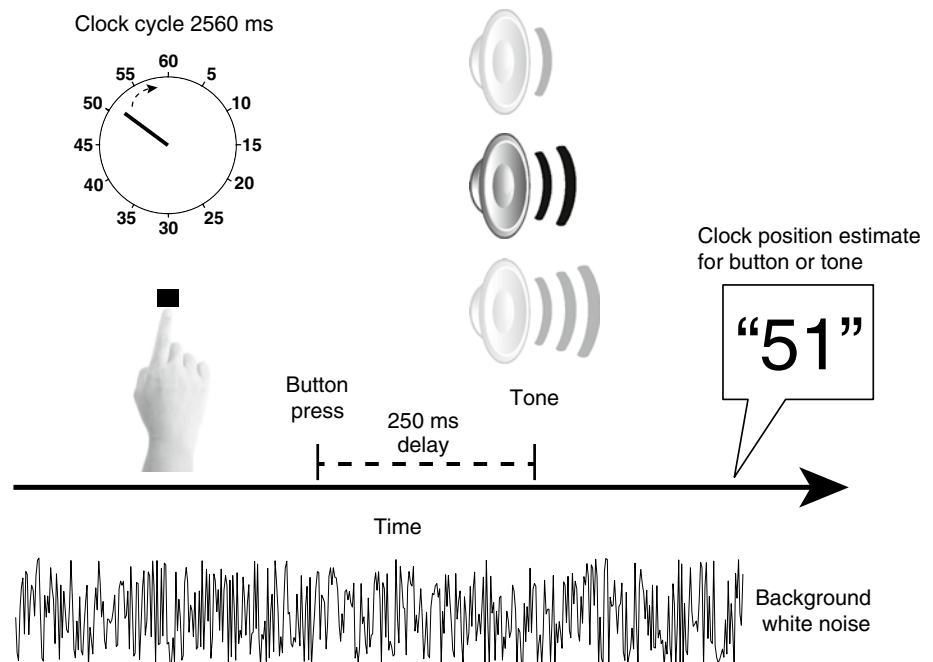 Clock cycle 2560 ms
60
55
5
50
10
45
15
40
20
35
25
30
Clock position estimate
for button or tone
“51”
Button
press
250 ms
delay
Tone
Time
Background
white noise